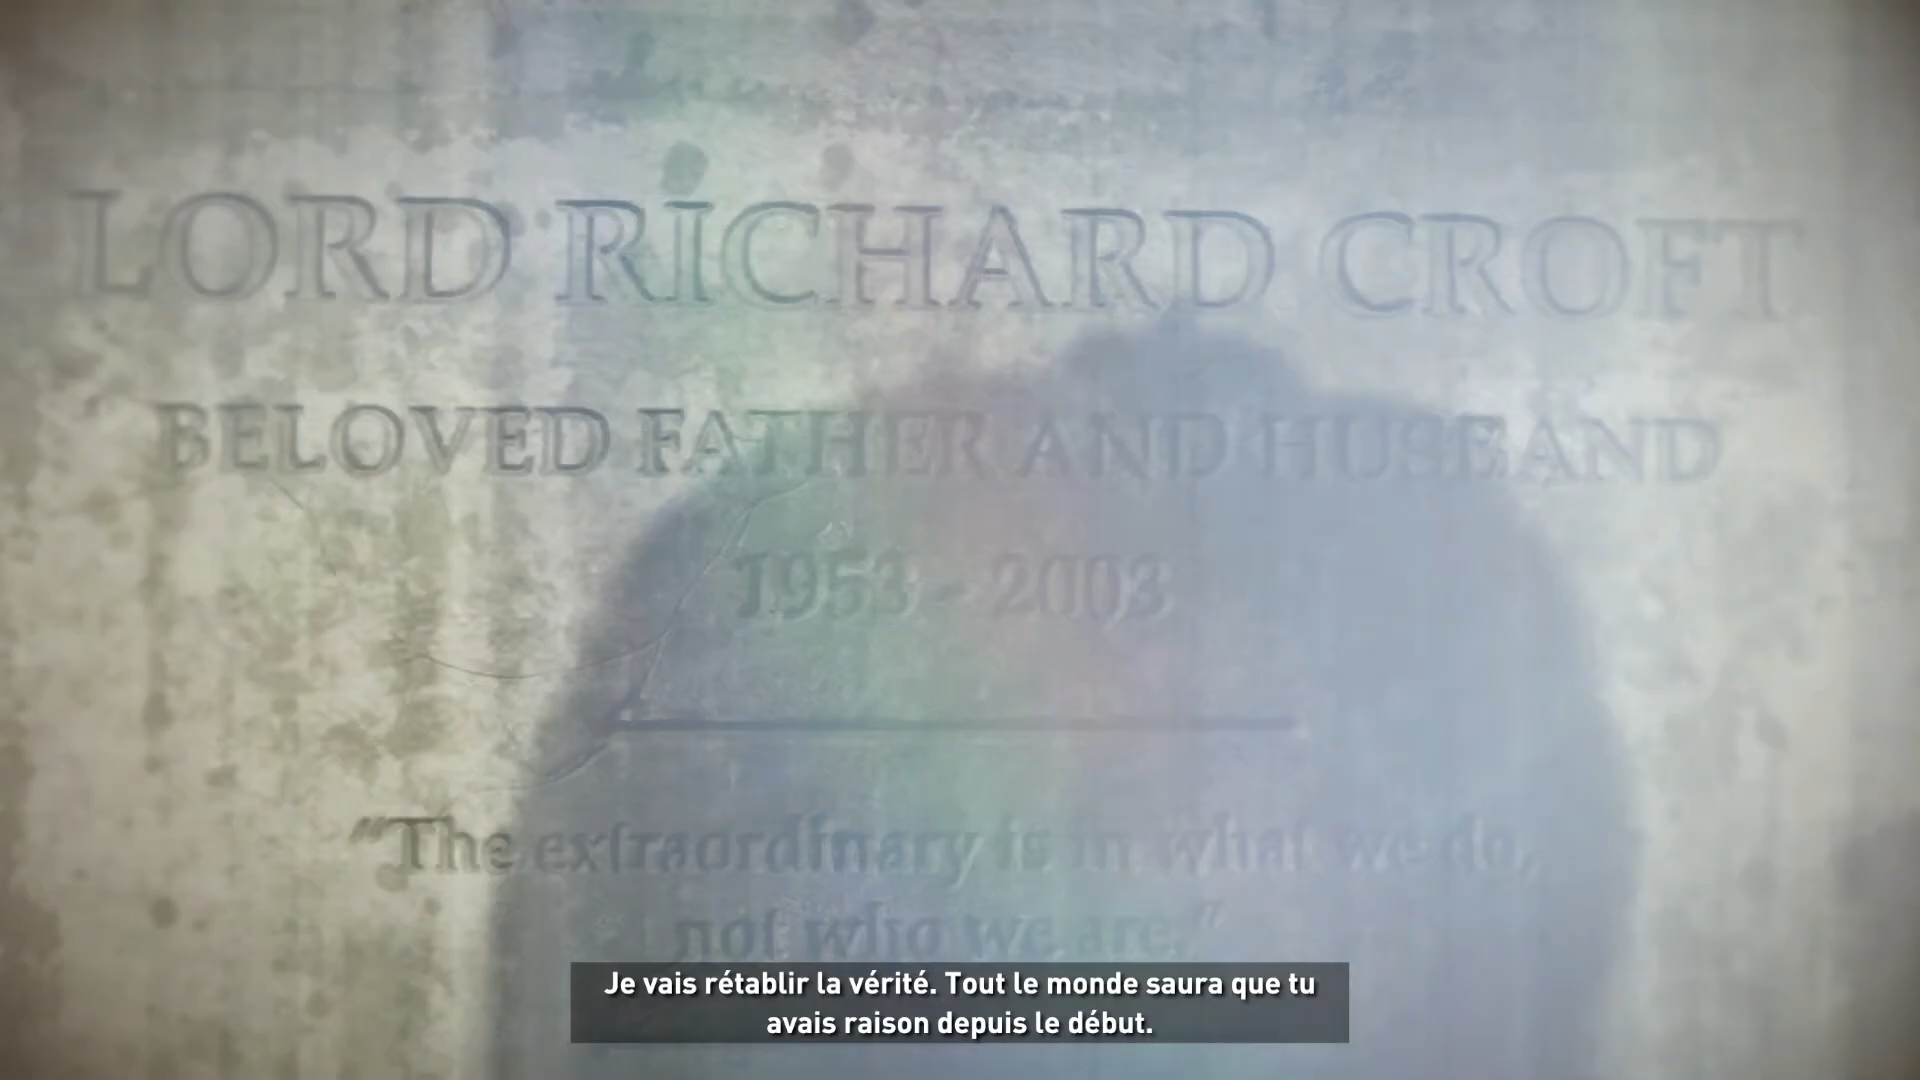 LORD RICHARD CROFT
BELOVED FATHER AND HUSBAND
1953 - 2003
"The extraordinary is in what we do,
not who we are."
Je vais rétablir la vérité. Tout le monde saura que tu
avais raison depuis le début.